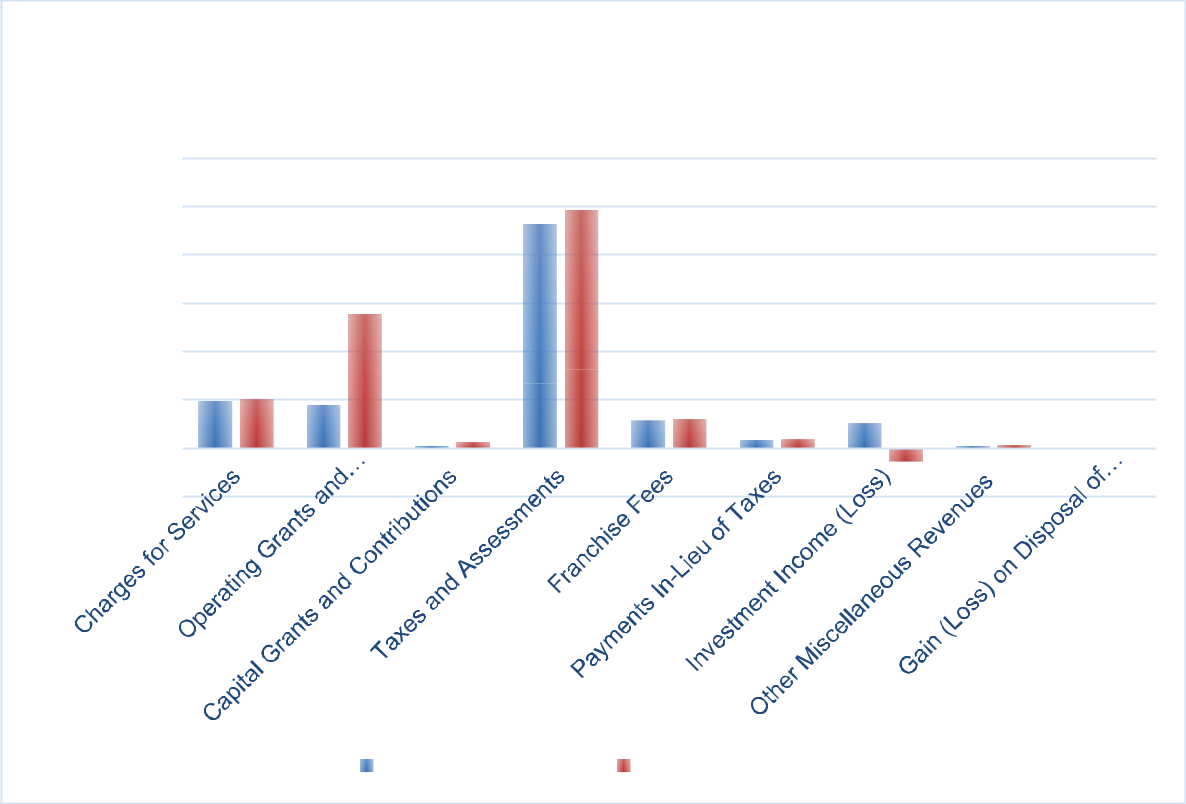 Charges for Services
Operating Grants and…
Capital Grants and Contributions
Taxes and Assessments
Franchise Fees
Payments In-Lieu of Taxes
Investment Income (Loss)
Other Miscellaneous Revenues
Gain (Loss) on Disposal of…